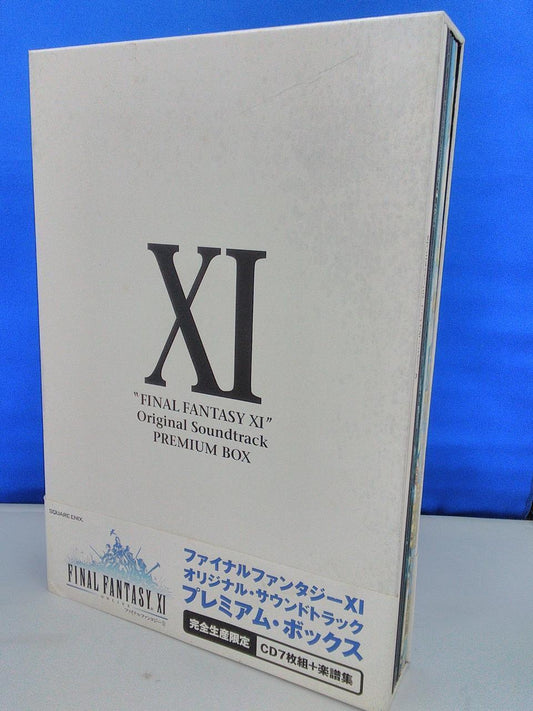 XI
"FINAL FANTASY XI"
Original Soundtrack
PREMIUM BOX
SQUARE ENIX
FINAL FANTASY XI
ONLINE
ファイナルファンタジーXI
ファイナルファンタジーXI
オリジナル・サウンドトラック
プレミアム・ボックス
完全生産限定
CD7枚組+楽譜集